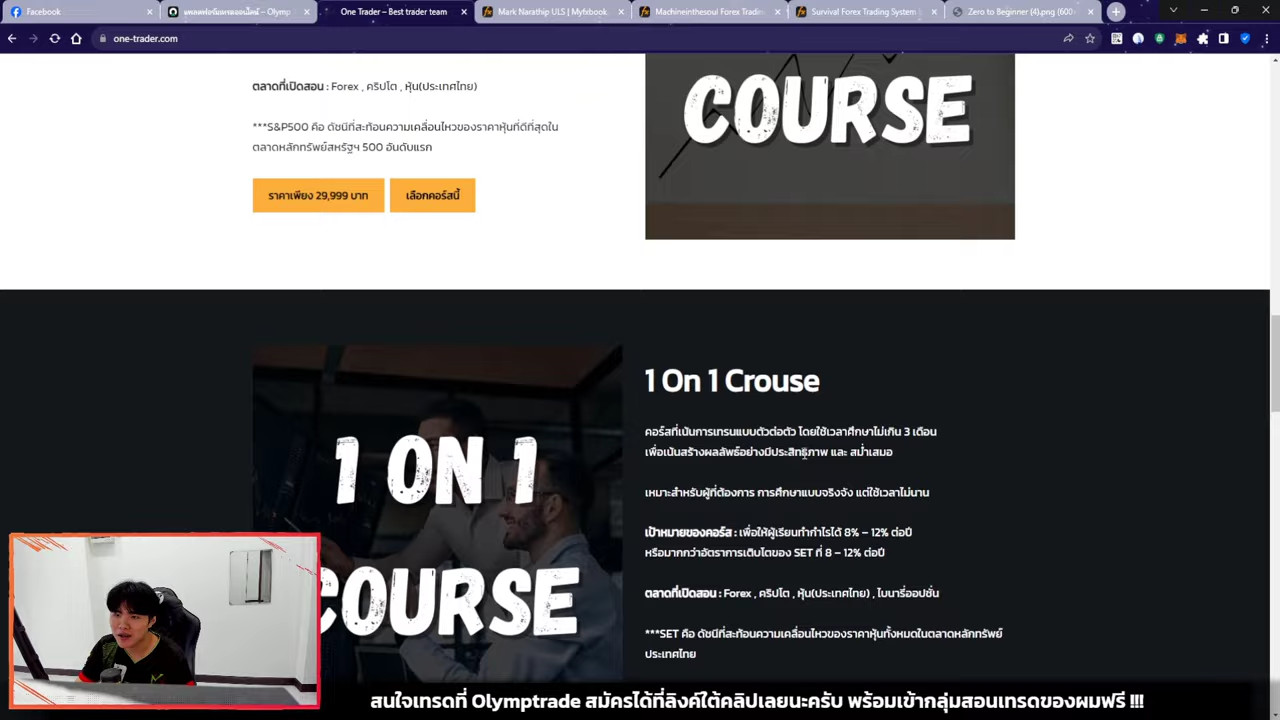 Facebook
แพลตฟอร์มเทรดออนไลน์ – Olymp
One Trader – Best trader team
Mark Narathip ULS | Myfxbook
Machineinthesoul Forex Trading
Survival Forex Trading System
Zero to Beginner (4).png (600
one-trader.com
ตลาดที่เปิดสอน : Forex , คริปโต , หุ้น(ประเทศไทย)
***S&P500 คือ ดัชนีที่สะท้อนความเคลื่อนไหวของราคาหุ้นที่ดีที่สุดใน
ตลาดหลักทรัพย์สหรัฐฯ 500 อันดับแรก
ราคาเพียง 29,999 บาท
เลือกคอร์สนี้
COURSE
1 On 1 Crouse
คอร์สที่เน้นการเทรนแบบตัวต่อตัว โดยใช้เวลาศึกษาไม่เกิน 3 เดือน
เพื่อเน้นสร้างผลลัพธ์อย่างมีประสิทธิภาพ และ สม่ำเสมอ
เหมาะสำหรับผู้ที่ต้องการ การศึกษาแบบจริงจัง แต่ใช้เวลาไม่นาน
เป้าหมายของคอร์ส : เพื่อให้ผู้เรียนทำกำไรได้ 8% – 12% ต่อปี
หรือมากกว่าอัตราการเติบโตของ SET ที่ 8 – 12% ต่อปี
ตลาดที่เปิดสอน : Forex , คริปโต , หุ้น(ประเทศไทย) , ไบนารี่ออปชั่น
***SET คือ ดัชนีที่สะท้อนความเคลื่อนไหวของราคาหุ้นทั้งหมดในตลาดหลักทรัพย์
ประเทศไทย
1 ON 1
COURSE
สนใจเทรดที่ Olymptrade สมัครได้ที่ลิงค์ใต้คลิปเลยนะครับ พร้อมเข้ากลุ่มสอนเทรดของผมฟรี !!!